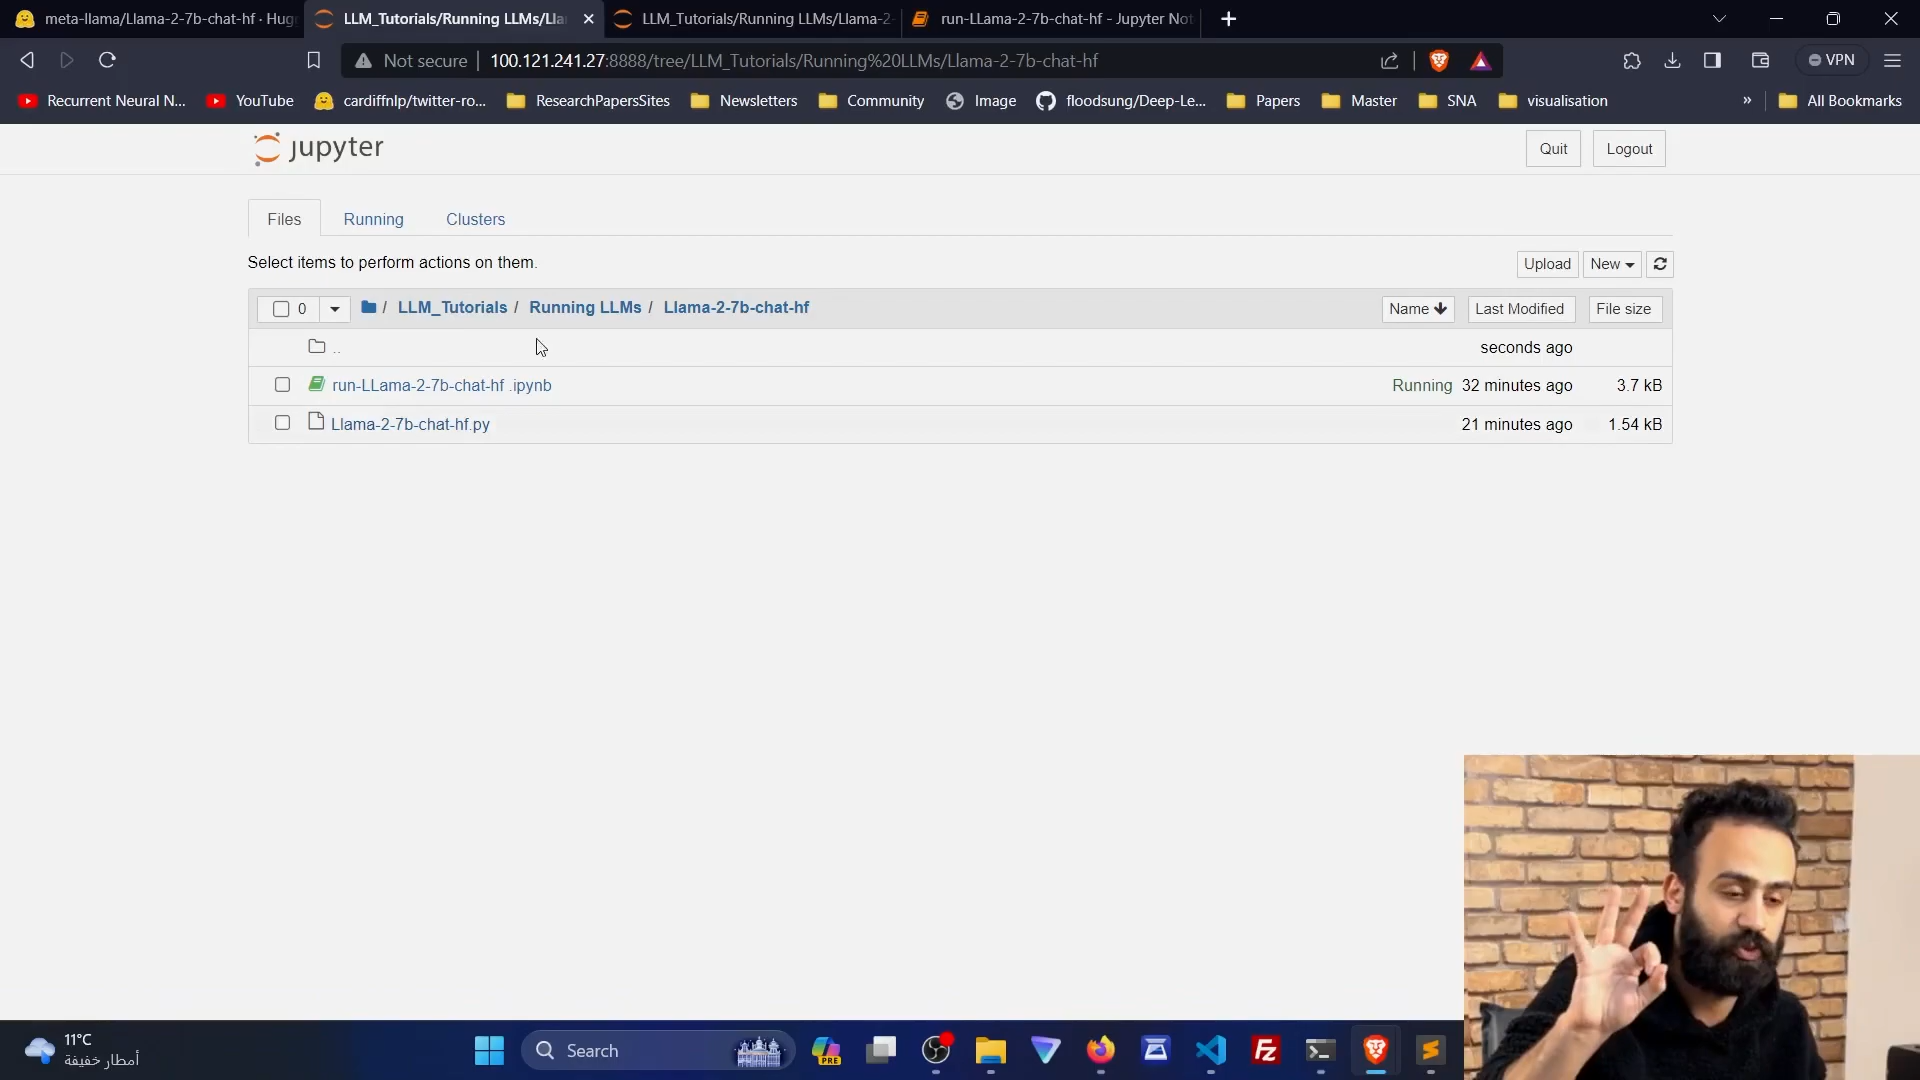 meta-llama/Llama-2-7b-chat-hf · Hug
LLM_Tutorials/Running LLMs/Lla
LLM_Tutorials/Running LLMs/Llama-2-
run-LLama-2-7b-chat-hf - Jupyter Not
Not secure
100.121.241.27:8888/tree/LLM_Tutorials/Running%20LLMs/Llama-2-7b-chat-hf
VPN
Recurrent Neural N...
YouTube
cardiffnlp/twitter-ro...
ResearchPapersSites
Newsletters
Community
Image
floodsung/Deep-Le...
Papers
Master
SNA
visualisation
»
All Bookmarks
jupyter
Quit
Logout
Files
Running
Clusters
Select items to perform actions on them.
Upload
New
0
/ LLM_Tutorials / Running LLMs / Llama-2-7b-chat-hf
Name
Last Modified
File size
..
seconds ago
run-LLama-2-7b-chat-hf .ipynb
Running 32 minutes ago
3.7 kB
Llama-2-7b-chat-hf.py
21 minutes ago
1.54 kB
11°C
أمطار خفيفة
Search
PRE
Fz